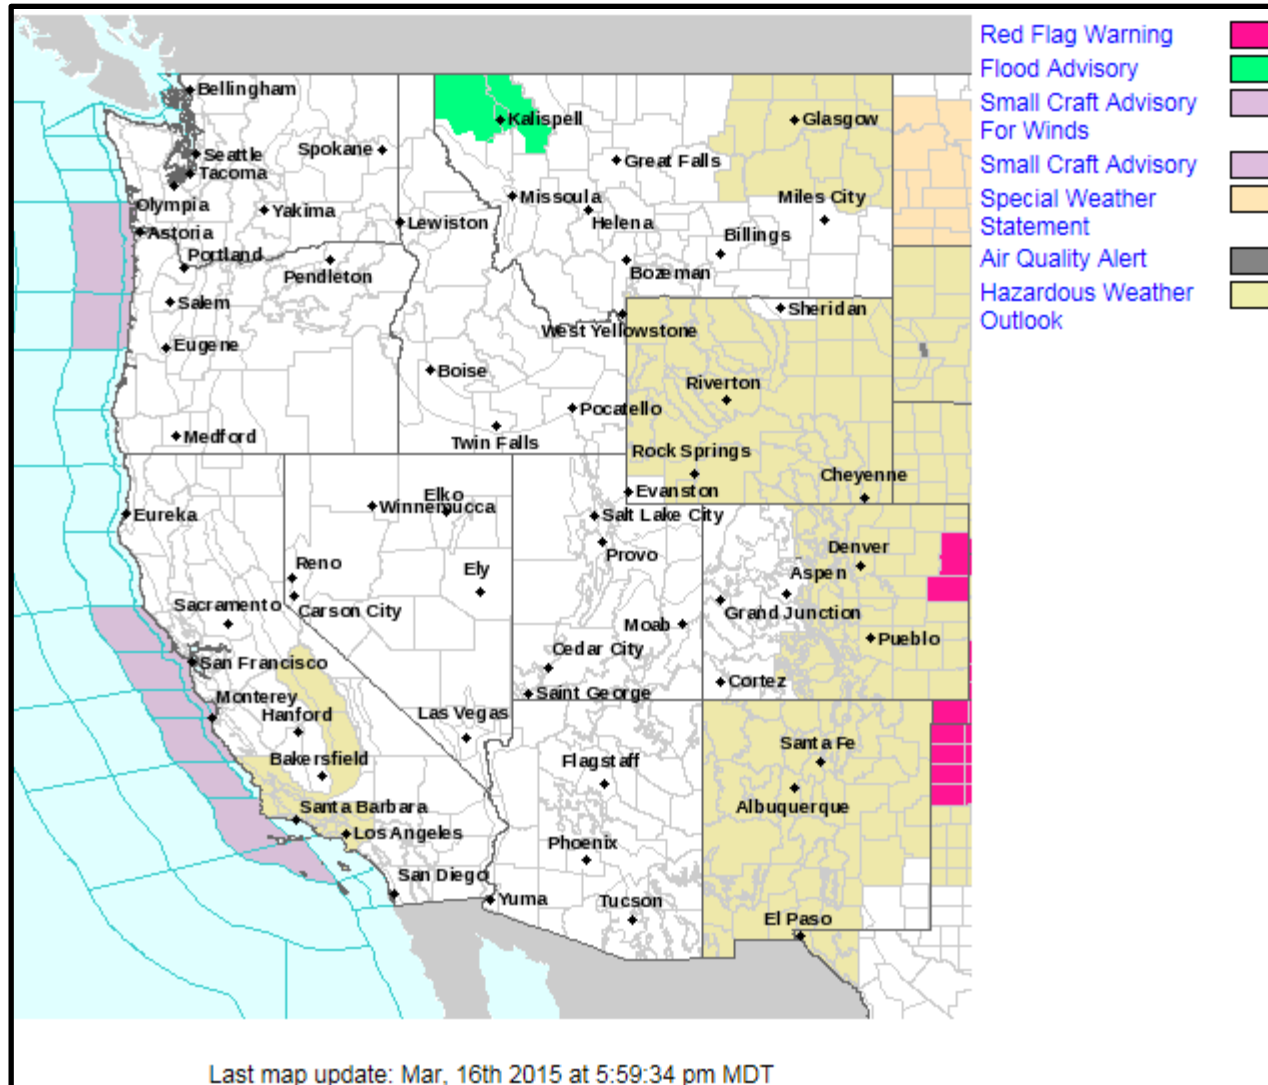 Red Flag Warning
Flood Advisory
Small Craft Advisory
For Winds
Small Craft Advisory
Special Weather
Statement
Air Quality Alert
Hazardous Weather
Outlook
Bellingham
Kalispell
Glasgow
Spokane
Seattle
Great Falls
Tacoma
Olympia
Yakima
Missoula
Miles City
Lewiston
Helena
Astoria
Billings
Portland
Pendleton
Bozeman
Salem
Sheridan
West Yellowstone
Eugene
Boise
Riverton
Pocatello
Medford
Twin Falls
Rock Springs
Cheyenne
Evanston
Elko
Winnemucca
Eureka
Salt Lake City
Provo
Denver
Reno
Ely
Aspen
Sacramento
Carson City
Grand Junction
Moab
Pueblo
Cedar City
San Francisco
Cortez
Saint George
Monterey
Hanford
Las Vegas
Santa Fe
Bakersfield
Flagstaff
Albuquerque
Santa Barbara
Los Angeles
Phoenix
San Diego
Yuma
Tucson
El Paso
Last map update: Mar, 16th 2015 at 5:59:34 pm MDT